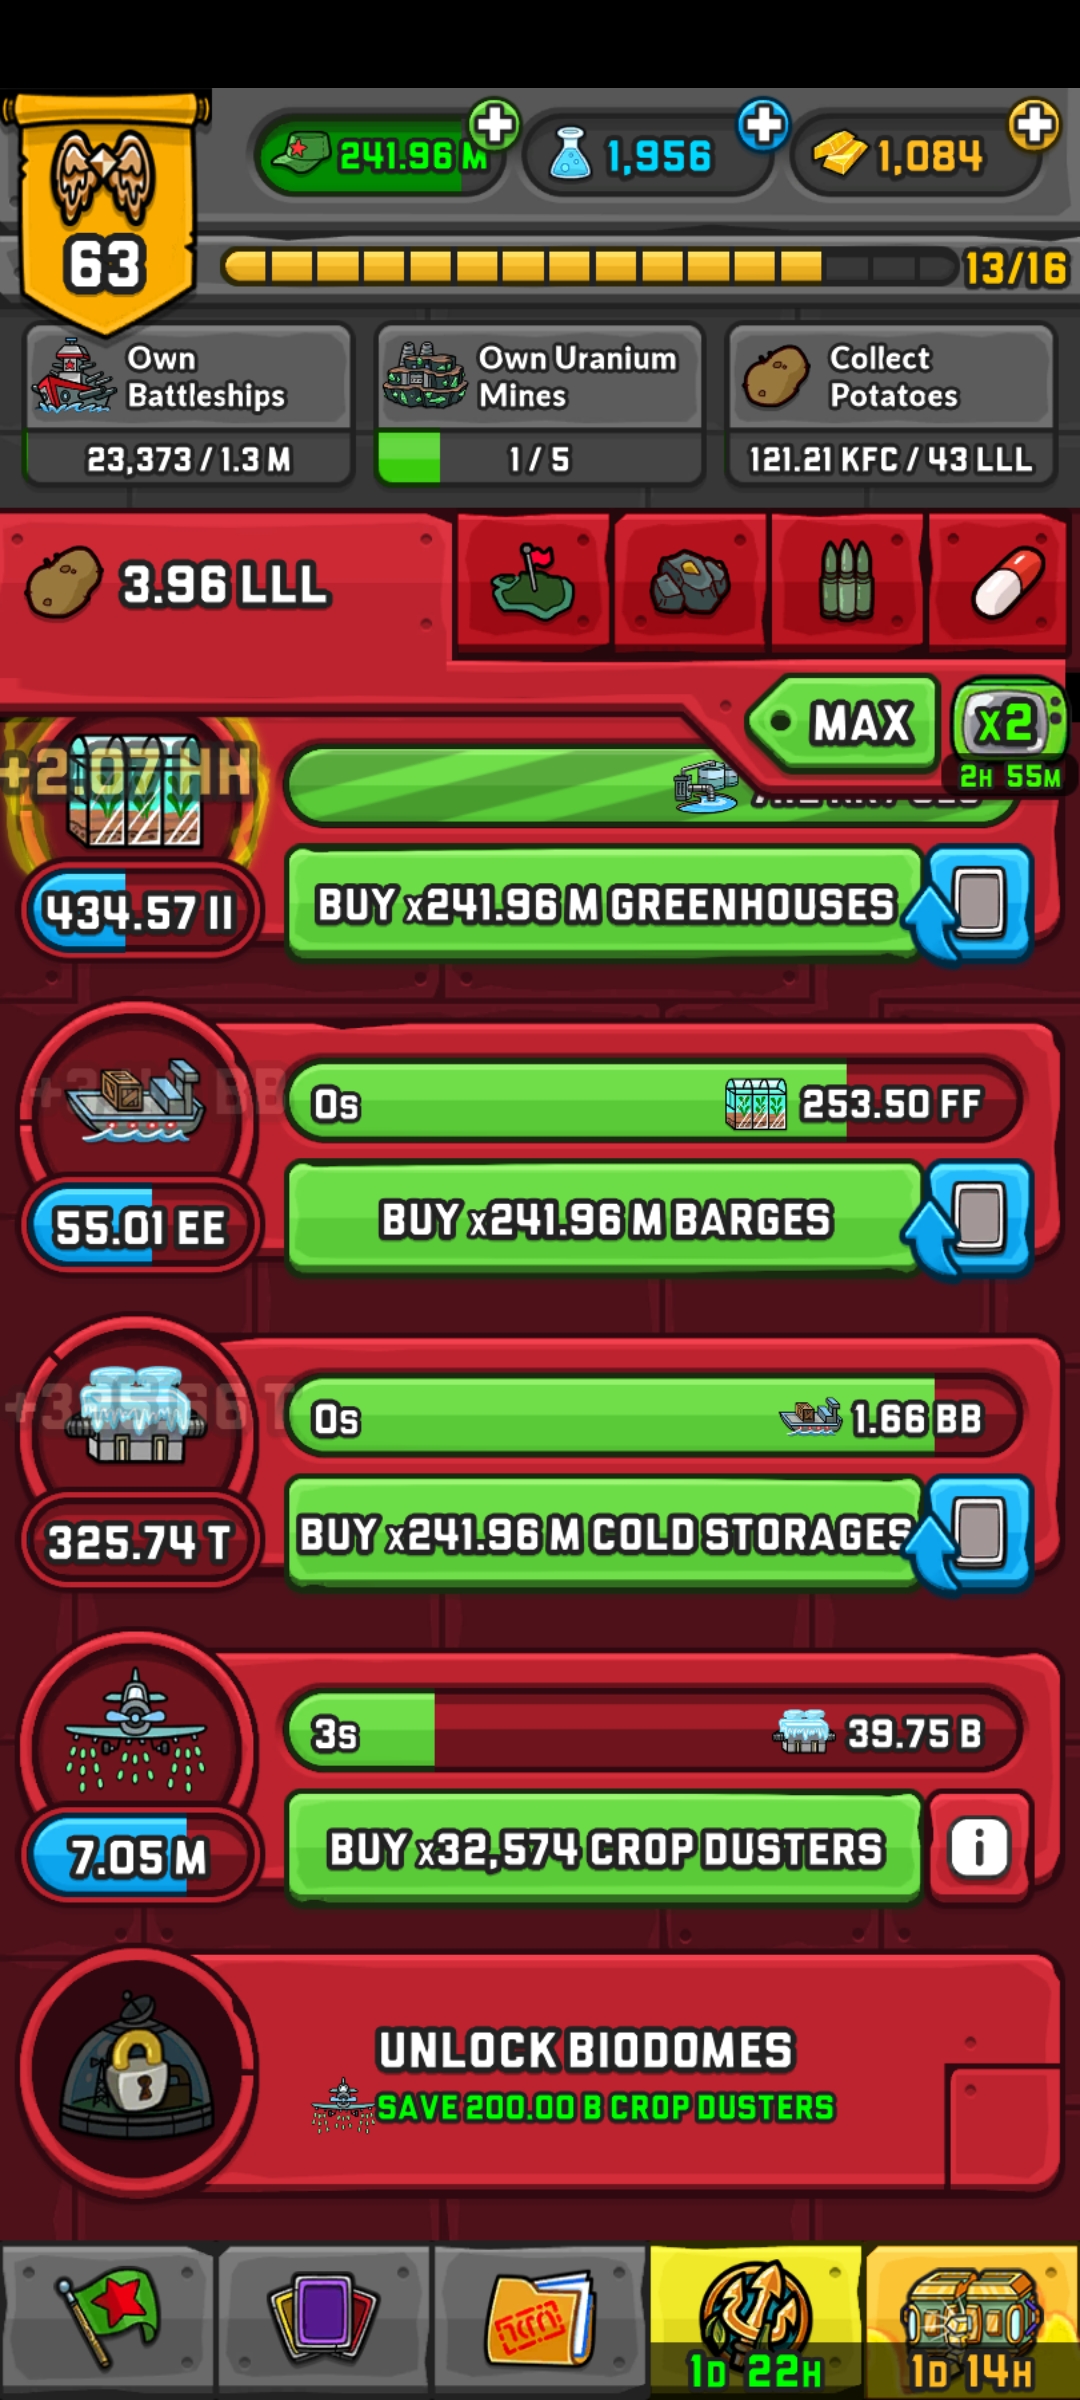 241.96 M
1,956
1,084
63
13/16
Own
Battleships
23,373 / 1.3 M
Own Uranium
Mines
1 / 5
Collect
Potatoes
121.21 KFC / 43 LLL
3.96 LLL
MAX
x2
2H 55M
+2.07 HH
434.57 II
BUY x241.96 M GREENHOUSES
BB
0s
253.50 FF
55.01 EE
BUY x241.96 M BARGES
0s
1.66 BB
325.74 T
BUY x241.96 M COLD STORAGES
3s
39.75 B
7.05 M
BUY x32,574 CROP DUSTERS
i
UNLOCK BIODOMES
SAVE 200.00 B CROP DUSTERS
1D 22H
1D 14H